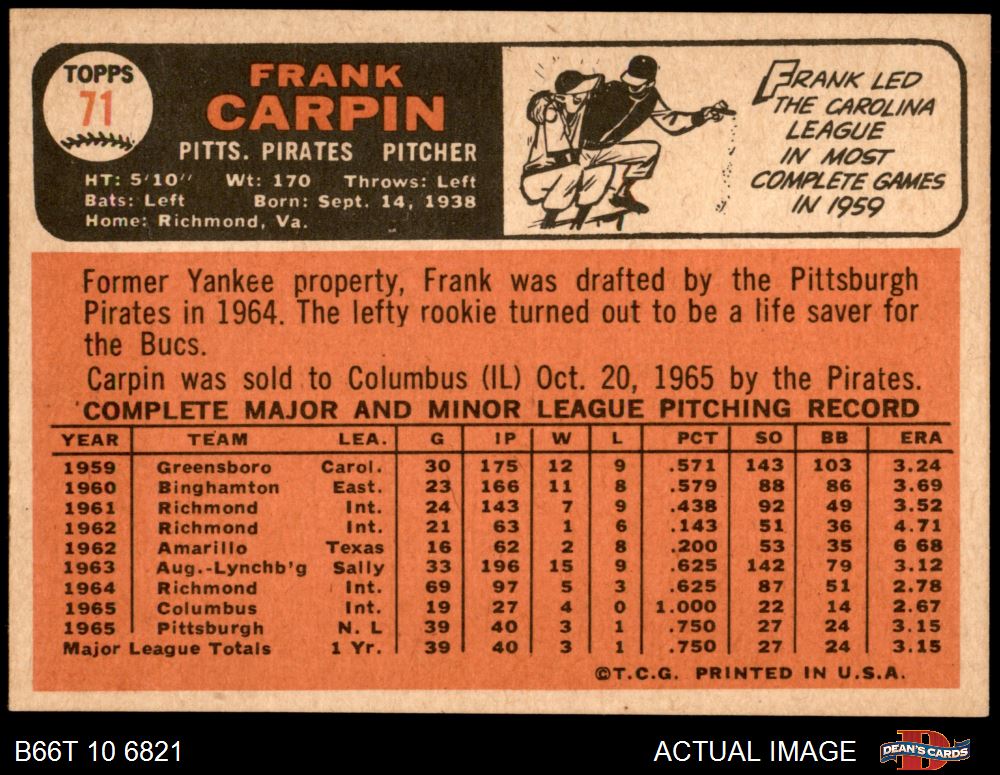 TOPPS
71
FRANK
CARPIN
PITTS. PIRATES PITCHER
HT: 5'10" Wt: 170 Throws: Left
Bats: Left Born: Sept. 14, 1938
Home: Richmond, Va.
FRANK LED
THE CAROLINA
LEAGUE
IN MOST
COMPLETE GAMES
IN 1959
Former Yankee property, Frank was drafted by the Pittsburgh
Pirates in 1964. The lefty rookie turned out to be a life saver for
the Bucs.
Carpin was sold to Columbus (IL) Oct. 20, 1965 by the Pirates.
COMPLETE MAJOR AND MINOR LEAGUE PITCHING RECORD
YEAR TEAM LEA. G IP W L PCT SO BB ERA
1959 Greensboro Carol. 30 175 12 9 .571 143 103 3.24
1960 Binghamton East. 23 166 11 8 .579 88 86 3.69
1961 Richmond Int. 24 143 7 9 .438 92 49 3.52
1962 Richmond Int. 21 63 1 6 .143 51 36 4.71
1962 Amarillo Texas 16 62 2 8 .200 53 35 6 68
1963 Aug.-Lynchb'g Sally 33 196 15 9 .625 142 79 3.12
1964 Richmond Int. 69 97 5 3 .625 87 51 2.78
1965 Columbus Int. 19 27 4 0 1.000 22 14 2.67
1965 Pittsburgh N. L 39 40 3 1 .750 27 24 3.15
Major League Totals 1 Yr. 39 40 3 1 .750 27 24 3.15
©T.C.G. PRINTED IN U.S.A.
B66T 10 6821 ACTUAL IMAGE DEAN'S CARDS